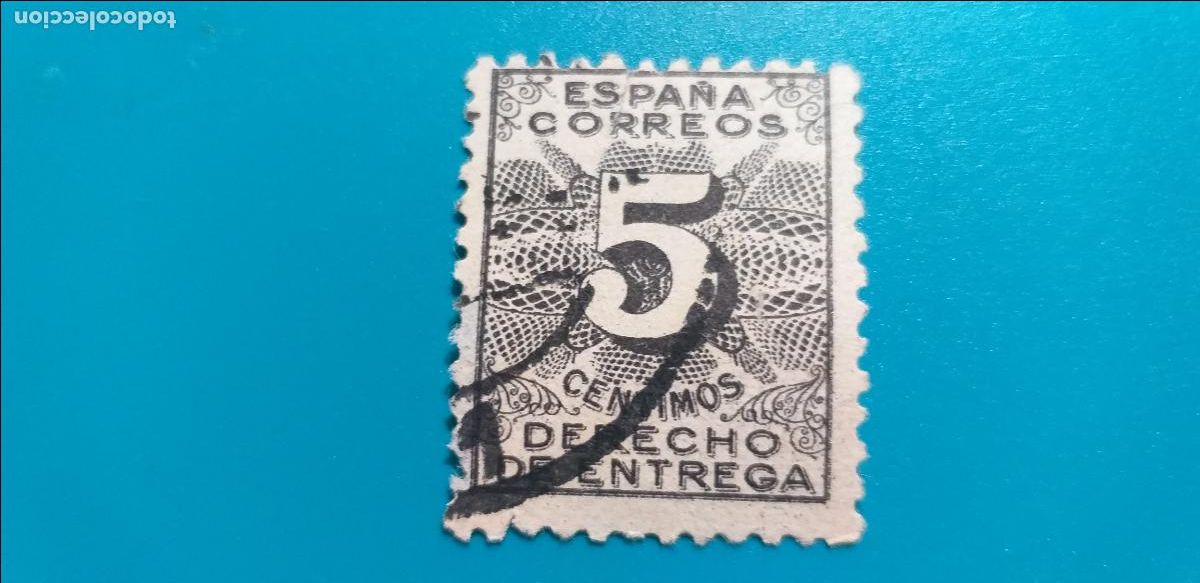 todocoleccion
ESPAÑA
CORREOS
5
CENTIMOS
DERECHO
DE ENTREGA